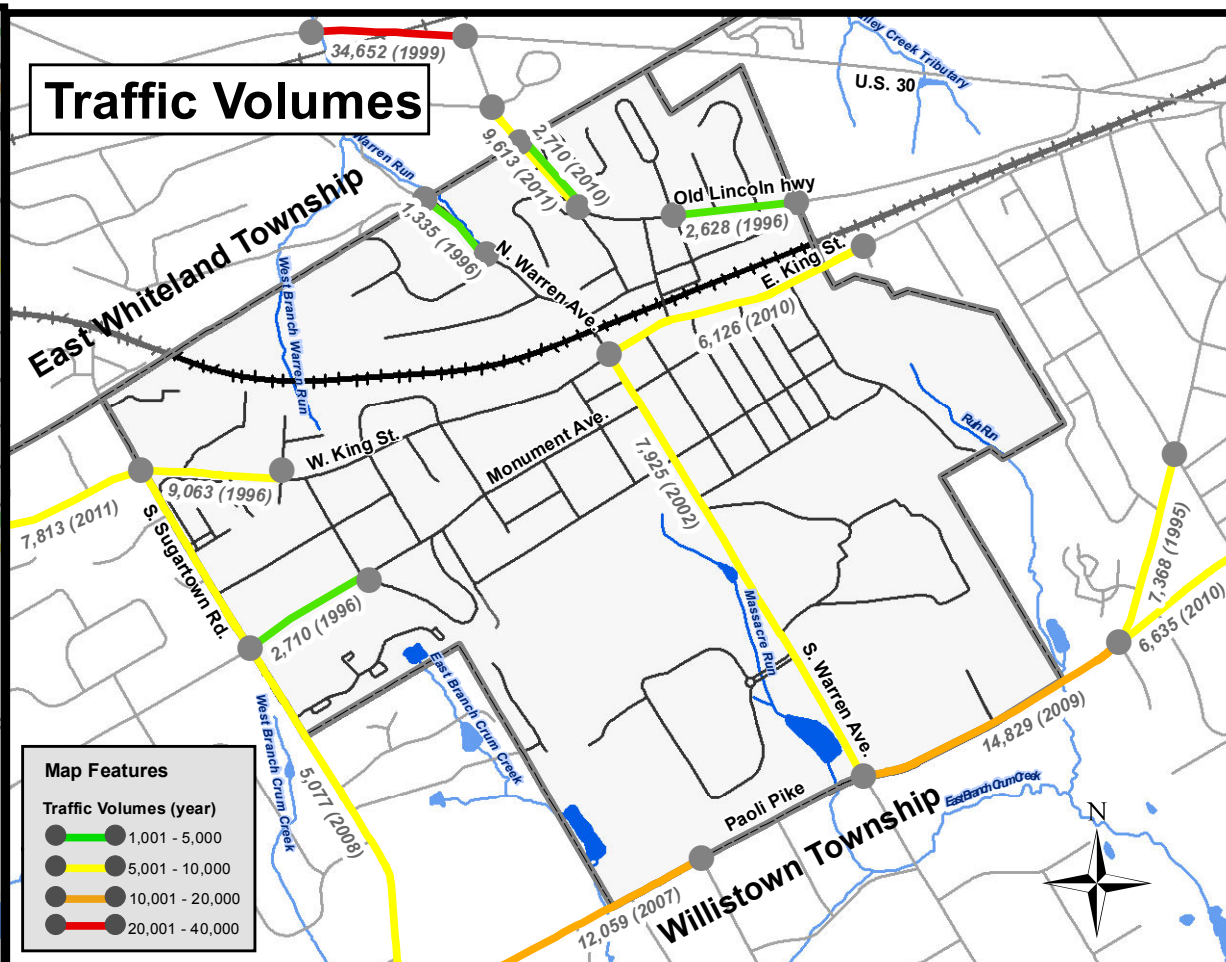 34,652 (1999)
lley Creek Tributary
U.S. 30
Traffic Volumes
Warren Run
9,613 (2011)
2,710 (2010)
East Whiteland Township
1,335 (1996)
Old Lincoln hwy
2,628 (1996)
N. Warren Ave.
E. King St.
6,126 (2010)
West Branch Warren Run
W. King St.
Monument Ave.
7,925 (2002)
Ruh Run
9,063 (1996)
7,813 (2011)
S. Sugartown Rd.
7,368 (1995)
6,635 (2010)
2,710 (1996)
Massacre Run
S. Warren Ave.
East Branch Crum Creek
West Branch Crum Creek
5,077 (2008)
14,829 (2009)
Paoli Pike
East Branch Crum Creek
Willistown Township
12,059 (2007)
N
Map Features
Traffic Volumes (year)
1,001 - 5,000
5,001 - 10,000
10,001 - 20,000
20,001 - 40,000